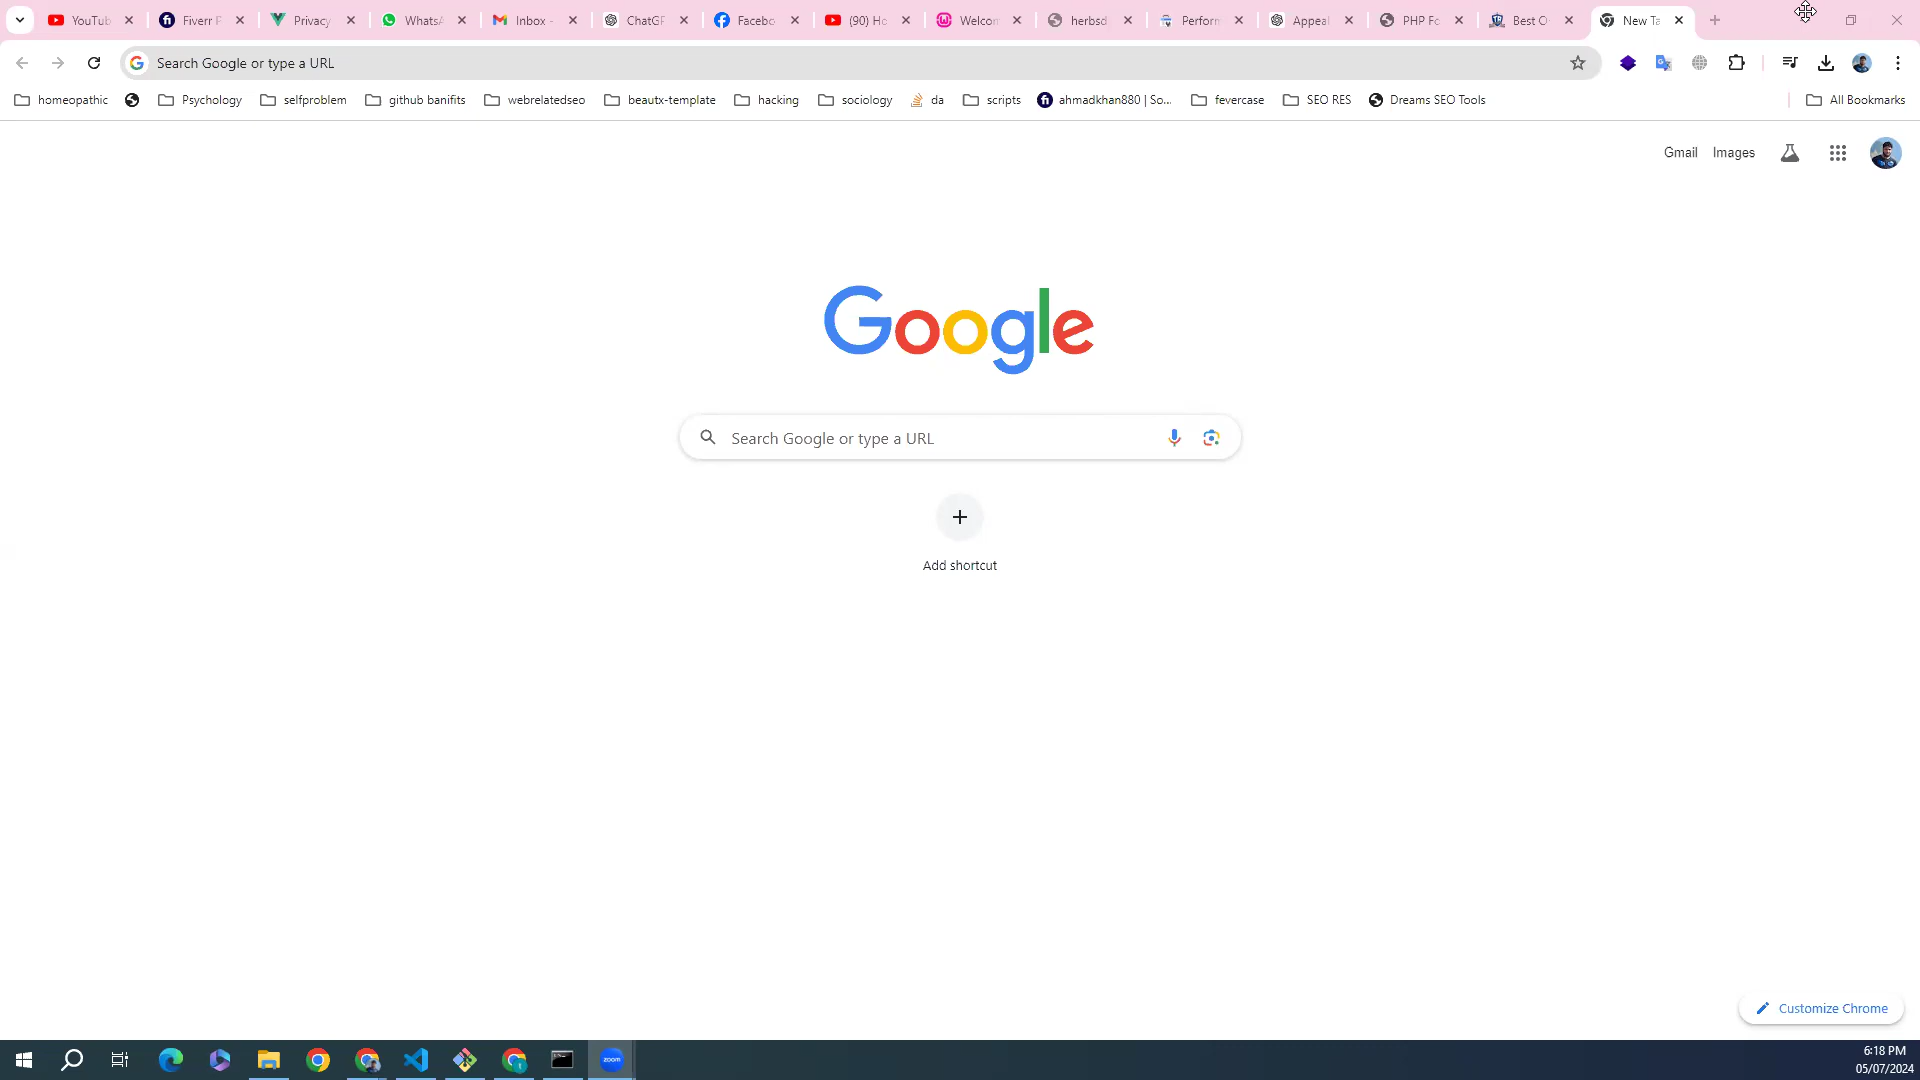 YouTub
Fiverr F
Privacy
WhatsA
Inbox -
ChatGP
Facebo
(90) Ho
Welcom
herbsd
Perform
Appeal
PHP Fo
Best O
New Ta
Search Google or type a URL
homeopathic
Psychology
selfproblem
github banifits
webrelatedseo
beautx-template
hacking
sociology
da
scripts
ahmadkhan880 | So...
fevercase
SEO RES
Dreams SEO Tools
All Bookmarks
Gmail
Images
Google
Search Google or type a URL
Add shortcut
Customize Chrome
zoom
6:18 PM
05/07/2024